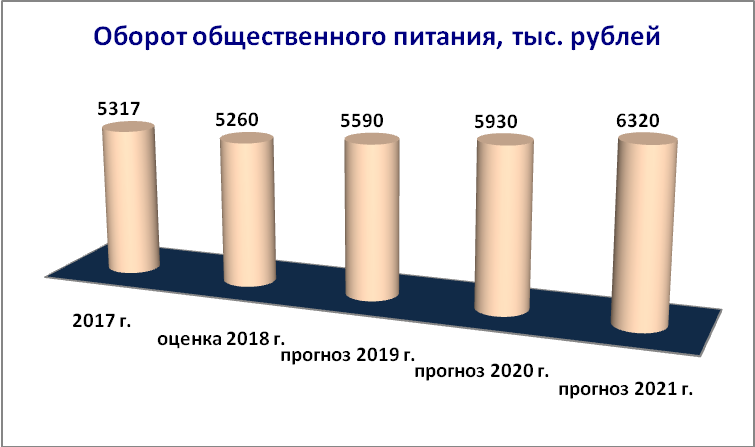 Оборот общественного питания, тыс. рублей
5317
5260
5590
5930
6320
2017 г.
оценка 2018 г.
прогноз 2019 г.
прогноз 2020 г.
прогноз 2021 г.